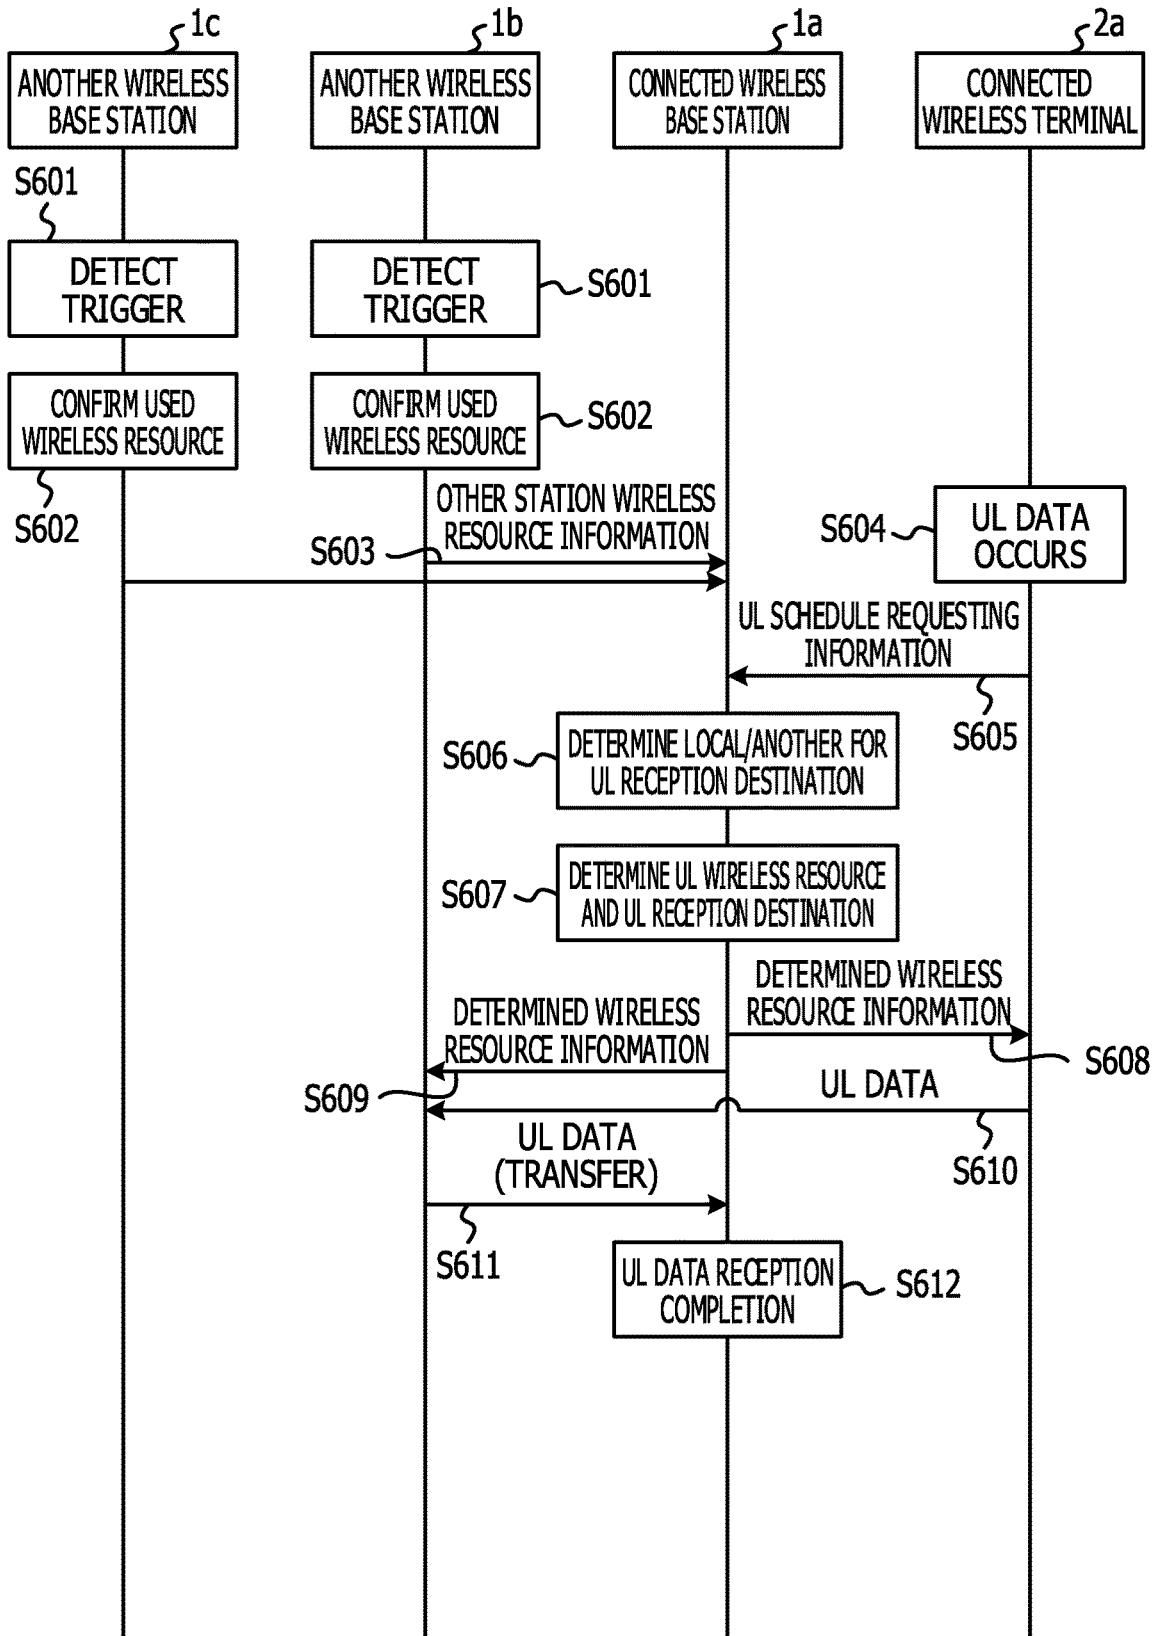 1c
1b
1a
2a
ANOTHER WIRELESS
BASE STATION
ANOTHER WIRELESS
BASE STATION
CONNECTED WIRELESS
BASE STATION
CONNECTED
WIRELESS TERMINAL
S601
DETECT
TRIGGER
DETECT
TRIGGER
S601
CONFIRM USED
WIRELESS RESOURCE
CONFIRM USED
WIRELESS RESOURCE
S602
S602
OTHER STATION WIRELESS
RESOURCE INFORMATION
S603
S604
UL DATA
OCCURS
UL SCHEDULE REQUESTING
INFORMATION
S605
S606
DETERMINE LOCAL/ANOTHER FOR
UL RECEPTION DESTINATION
S607
DETERMINE UL WIRELESS RESOURCE
AND UL RECEPTION DESTINATION
DETERMINED WIRELESS
RESOURCE INFORMATION
S608
DETERMINED WIRELESS
RESOURCE INFORMATION
S609
UL DATA
S610
UL DATA
(TRANSFER)
S611
UL DATA RECEPTION
COMPLETION
S612